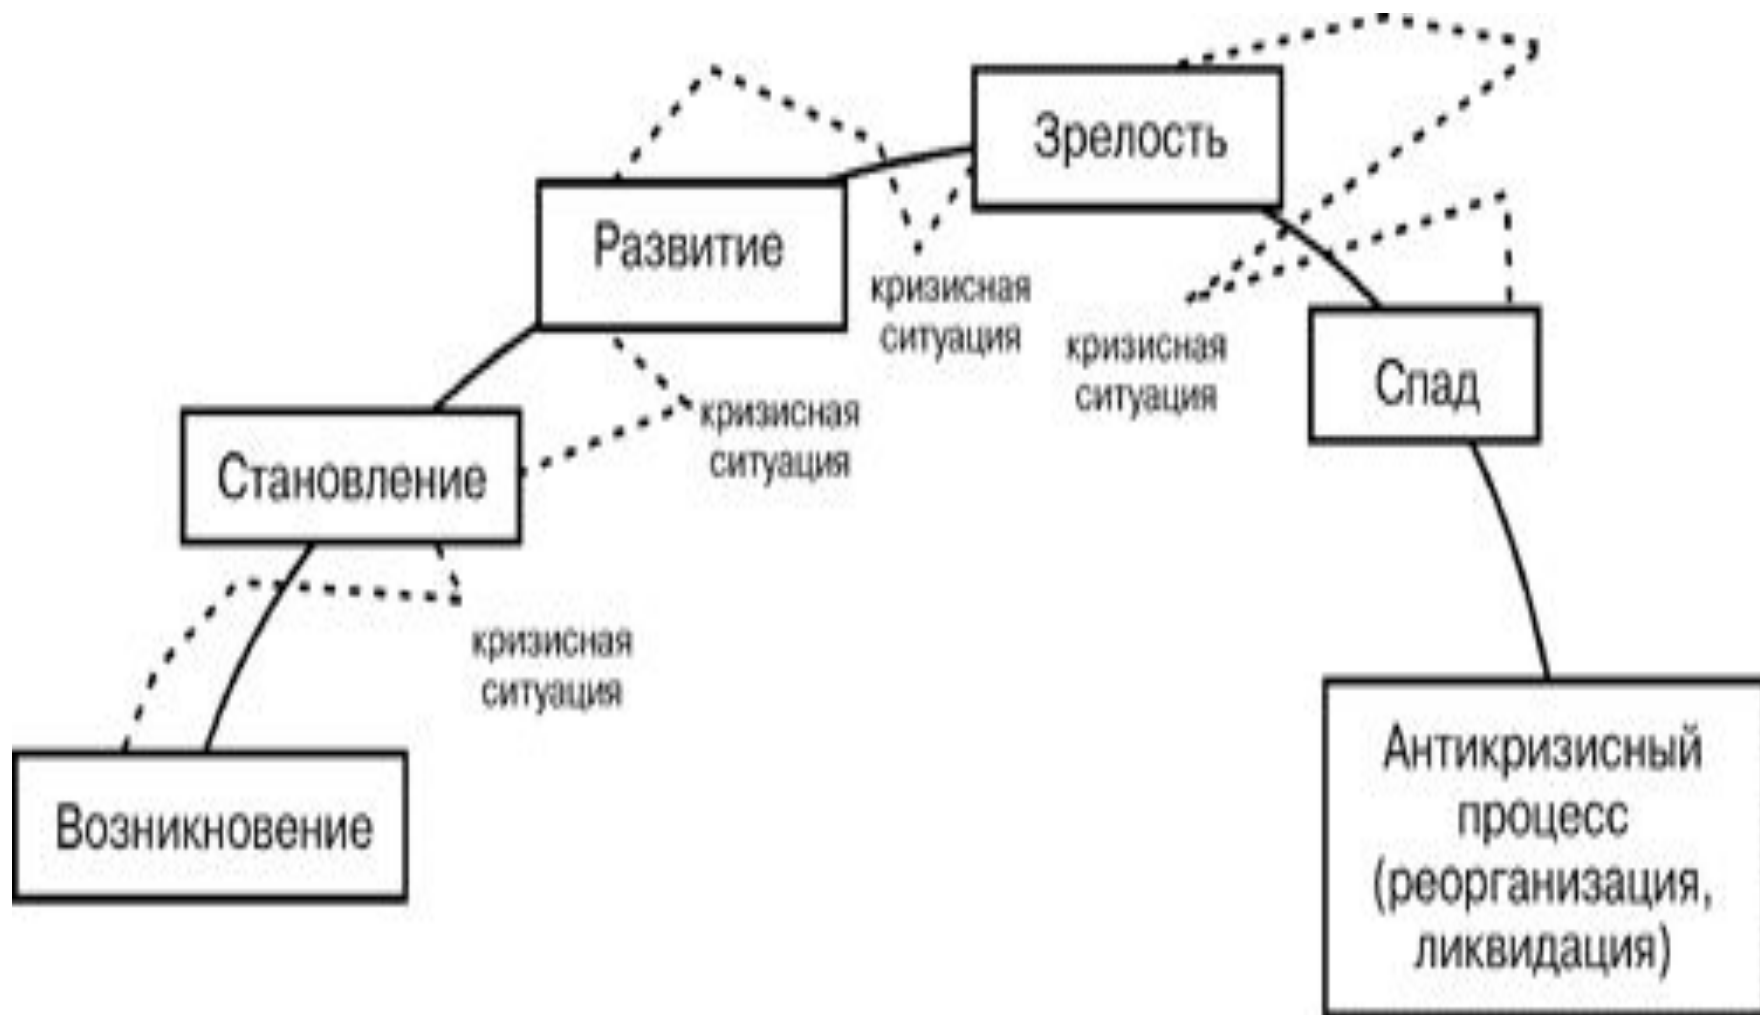 Зрелость
Развитие
кризисная
ситуация
кризисная
ситуация
Спад
кризисная
ситуация
Становление
кризисная
ситуация
Возникновение
Антикризисный
процесс
(реорганизация,
ликвидация)